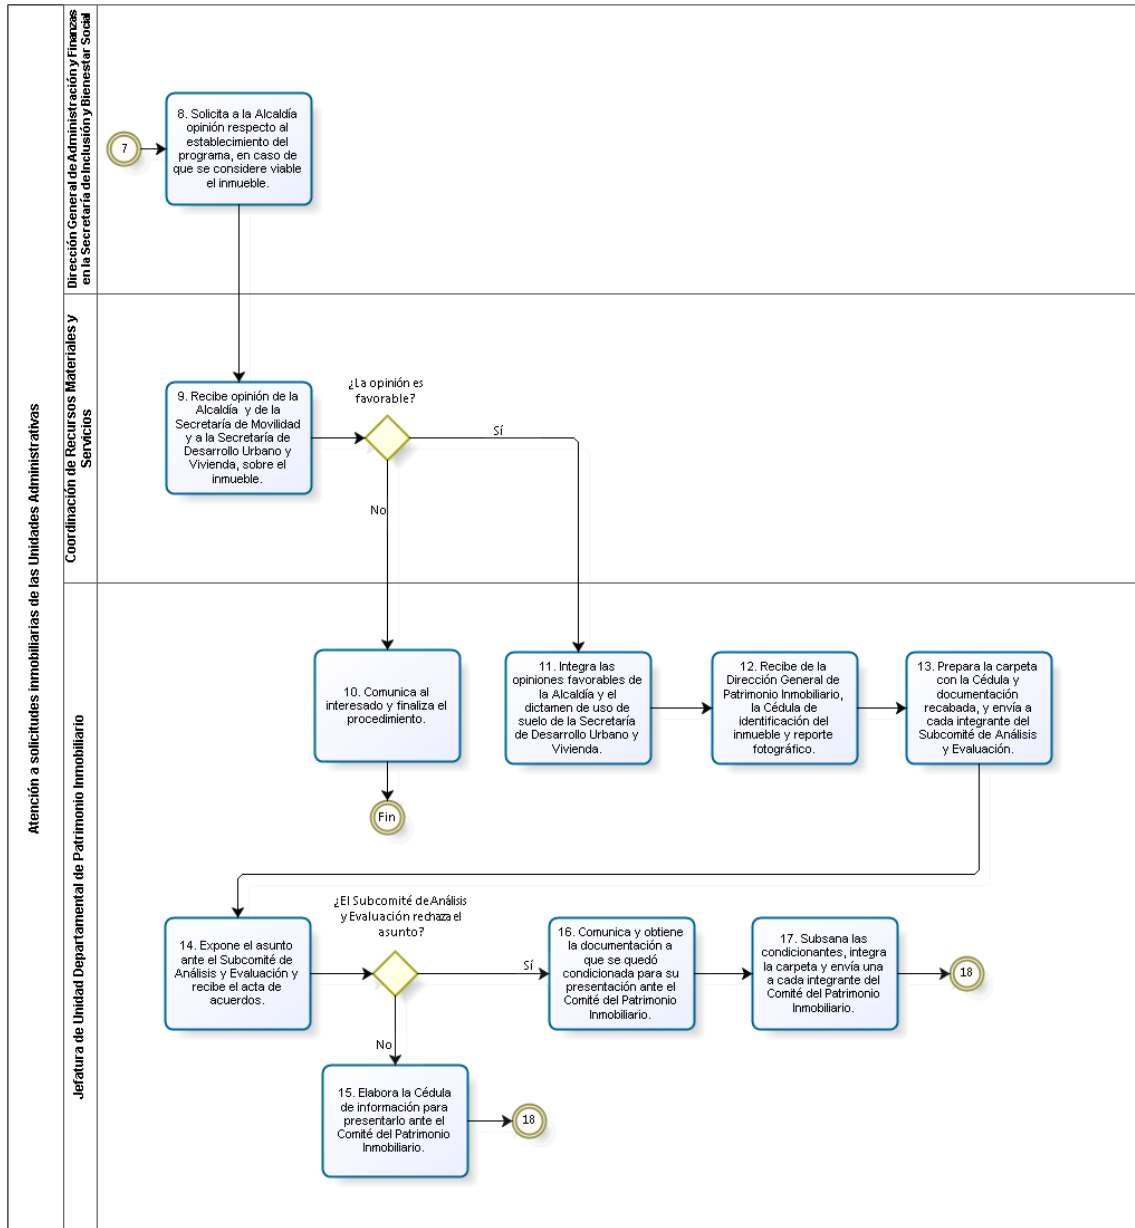 Atención a solicitudes inmobiliarias de las Unidades Administrativas
Dirección General de Administración y Finanzas
en la Secretaría de Inclusión y Bienestar Social
7
8. Solicita a la Alcaldía
opinión respecto al
establecimiento del
programa, en caso de
que se considere viable
el inmueble.
Coordinación de Recursos Materiales y
Servicios
9. Recibe opinión de la
Alcaldía y de la
Secretaría de Movilidad
y a la Secretaría de
Desarrollo Urbano y
Vivienda, sobre el
inmueble.
¿La opinión es
favorable?
Sí
No
Jefatura de Unidad Departamental de Patrimonio Inmobiliario
10. Comunica al
interesado y finaliza el
procedimiento.
Fin
11. Integra las
opiniones favorables de
la Alcaldía y el
dictamen de uso de
suelo de la Secretaría
de Desarrollo Urbano y
Vivienda.
12. Recibe de la
Dirección General de
Patrimonio Inmobiliario,
la Cédula de
identificación del
inmueble y reporte
fotográfico.
13. Prepara la carpeta
con la Cédula y
documentación
recabada, y envía a
cada integrante del
Subcomité de Análisis
y Evaluación.
14. Expone el asunto
ante el Subcomité de
Análisis y Evaluación y
recibe el acta de
acuerdos.
¿El Subcomité de Análisis
y Evaluación rechaza el
asunto?
Sí
No
16. Comunica y obtiene
la documentación a
que se quedó
condicionada para su
presentación ante el
Comité del Patrimonio
Inmobiliario.
17. Subsana las
condicionantes, integra
la carpeta y envía una
a cada integrante del
Comité del Patrimonio
Inmobiliario.
18
15. Elabora la Cédula
de información para
presentarlo ante el
Comité del Patrimonio
Inmobiliario.
18